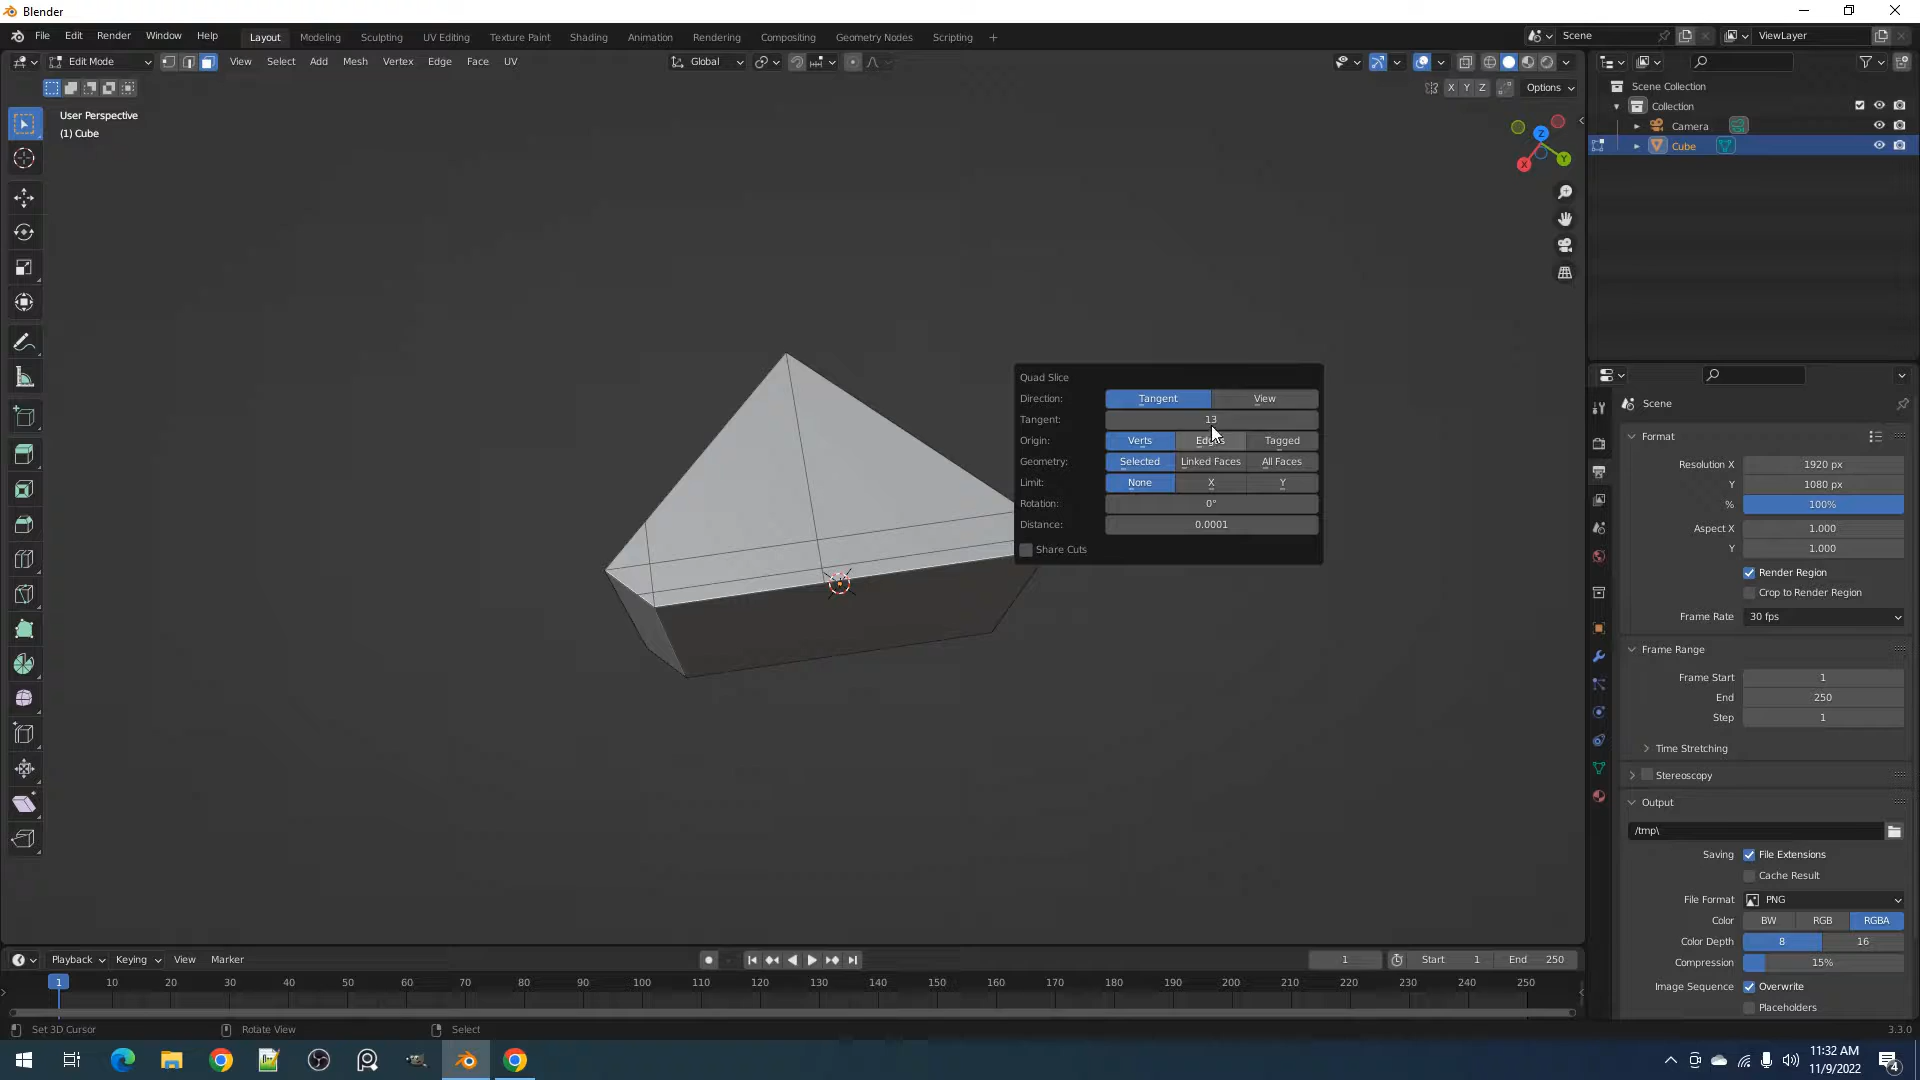 Blender
File Edit Render Window Help Layout Modeling Sculpting UV Editing Texture Paint Shading Animation Rendering Compositing Geometry Nodes Scripting + Scene ViewLayer
Edit Mode View Select Add Mesh Vertex Edge Face UV Global
X Y Z Options
User Perspective
(1) Cube
Z
Y
X
Scene Collection
Collection
Camera
Cube
Quad Slice
Direction: Tangent View
Tangent: 13
Origin: Verts Edges Tagged
Geometry: Selected Linked Faces All Faces
Limit: None X Y
Rotation: 0°
Distance: 0.0001
Share Cuts
Scene
Format
Resolution X 1920 px
Y 1080 px
% 100%
Aspect X 1.000
Y 1.000
Render Region
Crop to Render Region
Frame Rate 30 fps
Frame Range
Frame Start 1
End 250
Step 1
Time Stretching
Stereoscopy
Output
/tmp\
Saving File Extensions
Cache Result
File Format PNG
Color BW RGB RGBA
Color Depth 8 16
Compression 15%
Image Sequence Overwrite
Placeholders
Playback Keying View Marker 1 Start 1 End 250
1 10 20 30 40 50 60 70 80 90 100 110 120 130 140 150 160 170 180 190 200 210 220 230 240 250
Set 3D Cursor Rotate View Select 3.3.0
11:32 AM
11/9/2022
4